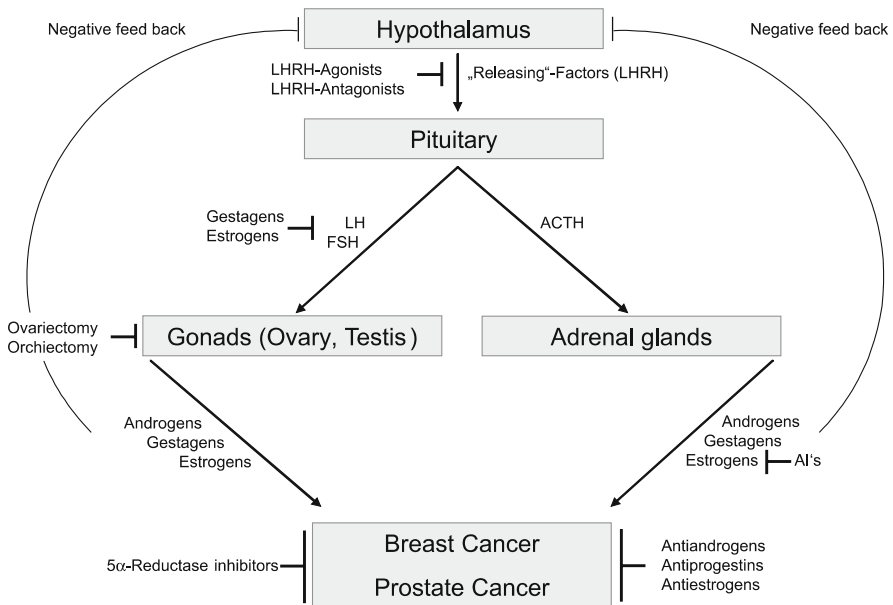 Negative feed back
Hypothalamus
Negative feed back
LHRH-Agonists
LHRH-Antagonists
„Releasing“-Factors (LHRH)
Pituitary
Gestagens
Estrogens
LH
FSH
ACTH
Ovariectomy
Orchiectomy
Gonads (Ovary, Testis)
Adrenal glands
Androgens
Gestagens
Estrogens
Androgens
Gestagens
Estrogens
AI‘s
5α-Reductase inhibitors
Breast Cancer
Prostate Cancer
Antiandrogens
Antiprogestins
Antiestrogens